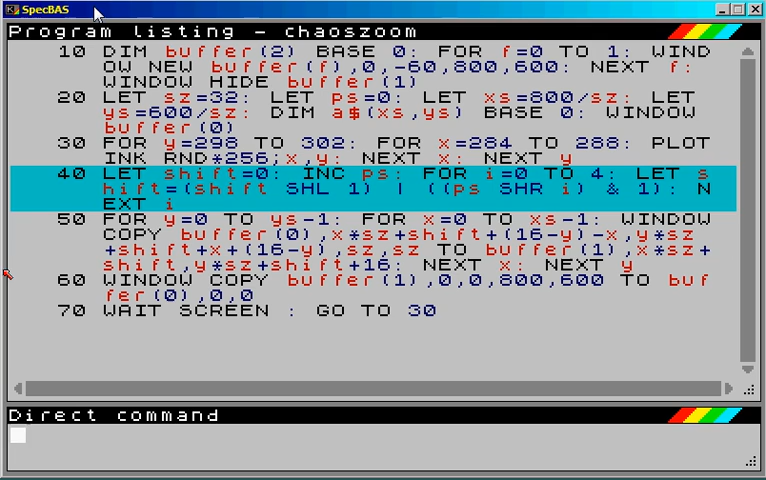 SpecBAS
Program listing - chaoszoom
10 DIM buffer(2) BASE 0: FOR f=0 TO 1: WIND
OW NEW buffer(f),0,-60,800,600: NEXT f:
WINDOW HIDE buffer(1)
20 LET sz=32: LET ps=0: LET xs=800/sz: LET
ys=600/sz: DIM a$(xs,ys) BASE 0: WINDOW
buffer(0)
30 FOR y=298 TO 302: FOR x=284 TO 288: PLOT
INK RND*256;x,y: NEXT x: NEXT y
40 LET shift=0: INC ps: FOR i=0 TO 4: LET s
hift=(shift SHL 1) | ((ps SHR i) & 1): N
EXT i
50 FOR y=0 TO ys-1: FOR x=0 TO xs-1: WINDOW
COPY buffer(0),x*sz+shift+(16-y)-x,y*sz
+shift+x+(16-y),sz,sz TO buffer(1),x*sz+
shift,y*sz+shift+16: NEXT x: NEXT y
60 WINDOW COPY buffer(1),0,0,800,600 TO buf
fer(0),0,0
70 WAIT SCREEN : GO TO 30
Direct command